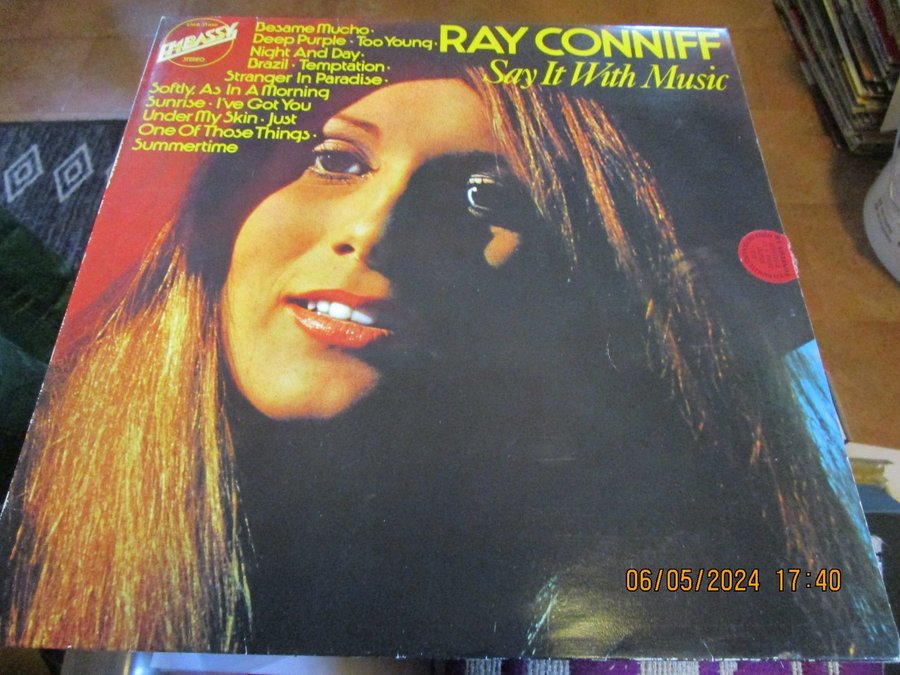 EMBASSY
STEREO
Besame Mucho ·
Deep Purple · Too Young ·
Night And Day ·
Brazil · Temptation ·
Stranger In Paradise ·
Softly, As In A Morning
Sunrise · I've Got You
Under My Skin · Just
One Of Those Things ·
Summertime
RAY CONNIFF
Say It With Music
06/05/2024 17:40